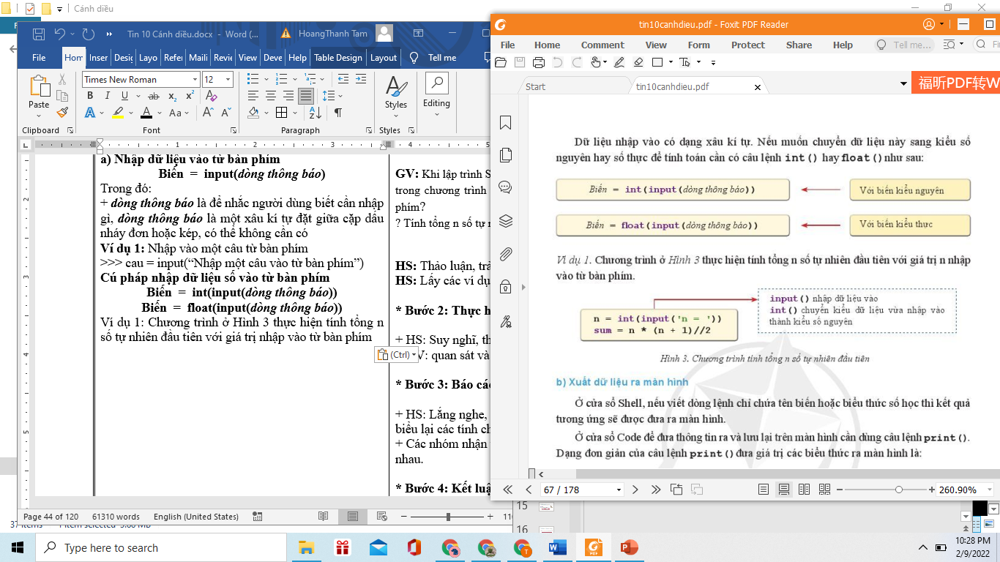 Cánh diều
Tin 10 Cánh diều.docx - Word (...
HoangThanh Tam
File
Inser
Layo
Maili
View
Deve
Help
Table Design
Layout
Tell me
Times New Roman
12
Paste
Styles
Editing
Clipboard
Font
Paragraph
Styles
a) Nhập dữ liệu vào từ bàn phím
Biến = input(dòng thông báo)
Trong đó:
+ dòng thông báo là để nhắc người dùng biết cần nhập
gì, dòng thông báo là một xâu kí tự đặt giữa cặp dấu
nháy đơn hoặc kép, có thể không cần có
Ví dụ 1: Nhập vào một câu từ bàn phím
>>> cau = input(“Nhập một câu vào từ bàn phím”)
Cú pháp nhập dữ liệu số vào từ bàn phím
Biến = int(input(dòng thông báo))
Biến = float(input(dòng thông báo))
Ví dụ 1: Chương trình ở Hình 3 thực hiện tính tổng n
số tự nhiên đầu tiên với giá trị nhập vào từ bàn phím
(Ctrl)
GV: Khi lập trình S
trong chương trình
phím?
? Tính tổng n số tự n
HS: Thảo luận, trả
HS: Lấy các ví dụ
* Bước 2: Thực h
+ HS: Suy nghĩ, th
V: quan sát và
* Bước 3: Báo cáo
+ HS: Lắng nghe,
biểu lại các tính ch
+ Các nhóm nhận
nhau.
* Bước 4: Kết luậ
Page 44 of 120
61310 words
English (United States)
tin10canhdieu.pdf - Foxit PDF Reader
File
Home
Comment
View
Form
Protect
Share
Help
Tell me...
Start
tin10canhdieu.pdf
福昕PDF转W
Dữ liệu nhập vào có dạng xâu kí tự. Nếu muốn chuyển dữ liệu này sang kiểu số
nguyên hay số thực để tính toán cần có câu lệnh int() hay float() như sau:
Biến = int(input(dòng thông báo))
Với biến kiểu nguyên
Biến = float(input(dòng thông báo))
Với biến kiểu thực
Ví dụ 1. Chương trình ở Hình 3 thực hiện tính tổng n số tự nhiên đầu tiên với giá trị n nhập
vào từ bàn phím.
input() nhập dữ liệu vào
int() chuyển kiểu dữ liệu vừa nhập vào
thành kiểu số nguyên
n = int(input('n = '))
sum = n * (n + 1)//2
Hình 3. Chương trình tính tổng n số tự nhiên đầu tiên
b) Xuất dữ liệu ra màn hình
Ở cửa sổ Shell, nếu viết dòng lệnh chỉ chứa tên biến hoặc biểu thức số học thì kết quả
tương ứng sẽ được đưa ra màn hình.
Ở cửa sổ Code để đưa thông tin ra và lưu lại trên màn hình cần dùng câu lệnh print().
Dạng đơn giản của câu lệnh print() đưa giá trị các biểu thức ra màn hình là:
67 / 178
260.90%
15
16
Type here to search
10:28 PM
2/9/2022